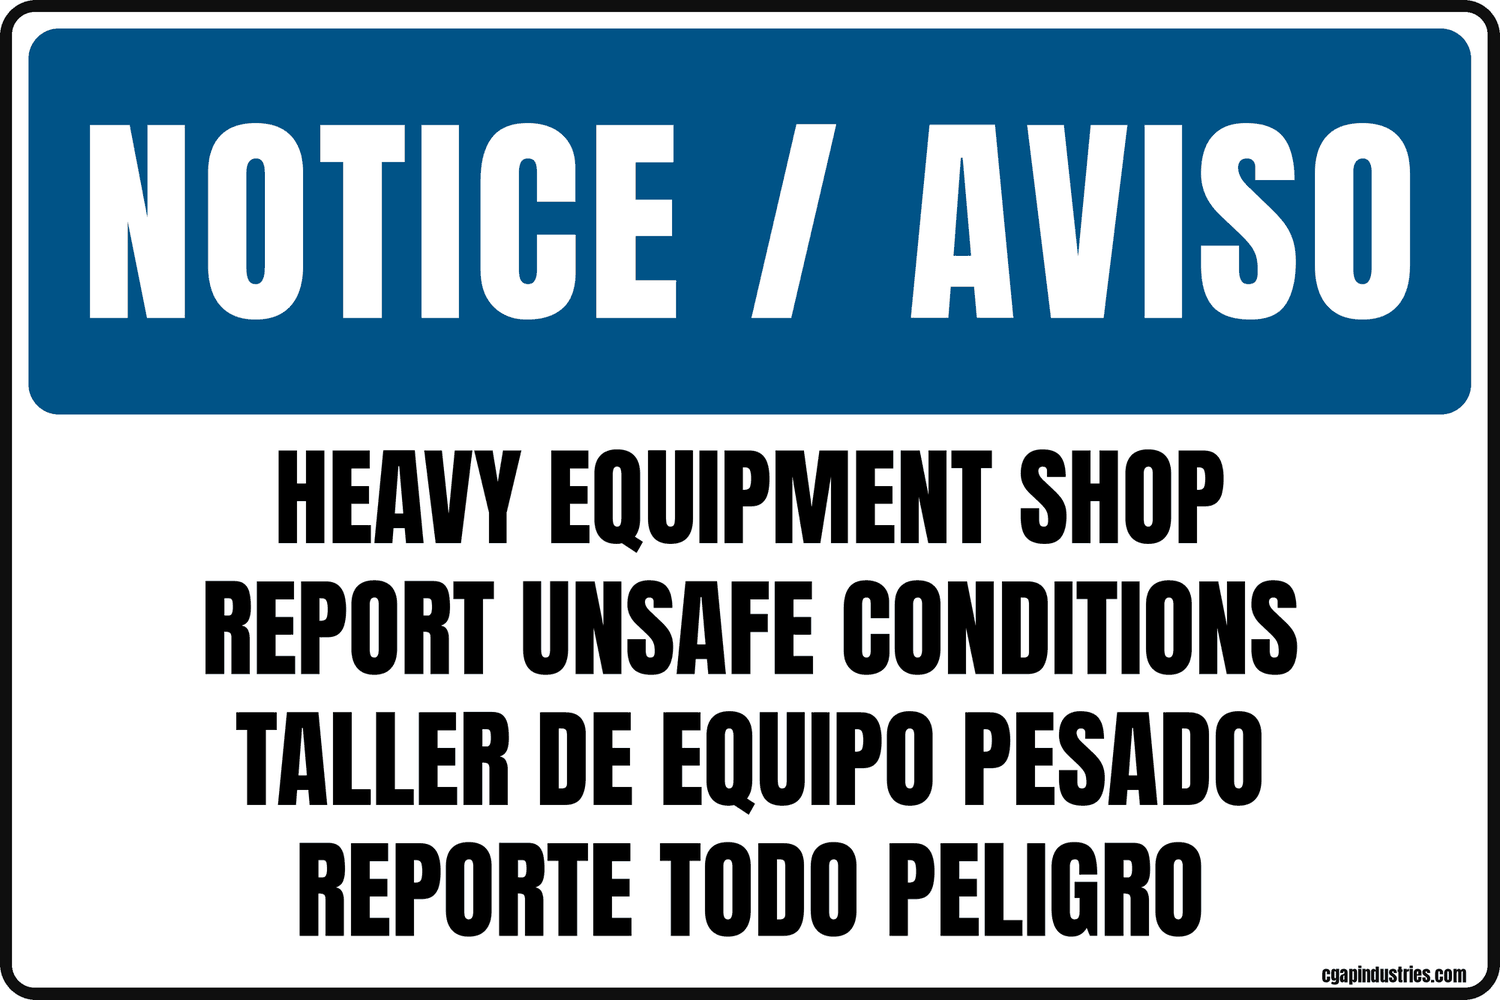 NOTICE / AVISO
HEAVY EQUIPMENT SHOP
REPORT UNSAFE CONDITIONS
TALLER DE EQUIPO PESADO
REPORTE TODO PELIGRO
cgapindustries.com